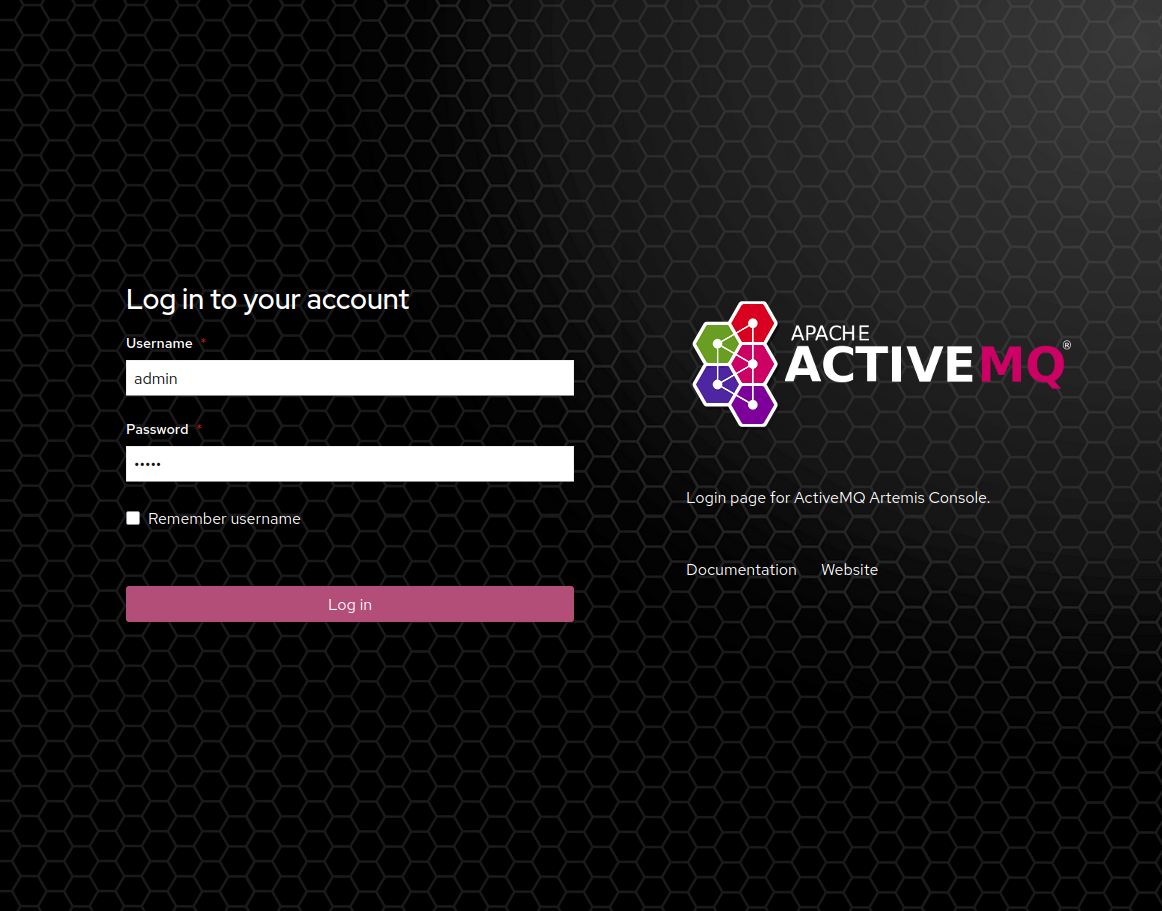 Log in to your account
Username *
admin
Password *
•••••
Remember username
Log in
APACHE
ACTIVEMQ®
Login page for ActiveMQ Artemis Console.
Documentation Website